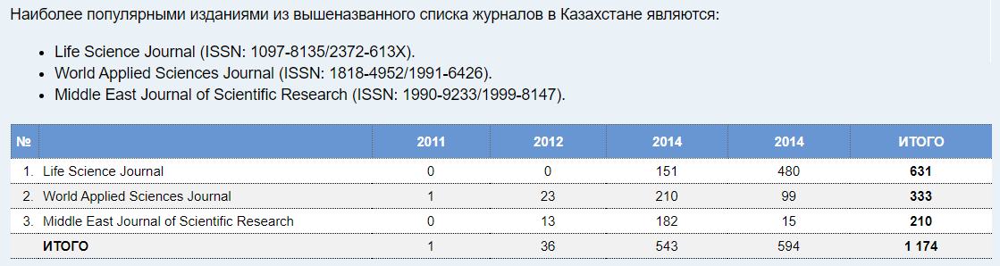 Наиболее популярными изданиями из вышеназванного списка журналов в Казахстане являются:
• Life Science Journal (ISSN: 1097-8135/2372-613X).
• World Applied Sciences Journal (ISSN: 1818-4952/1991-6426).
• Middle East Journal of Scientific Research (ISSN: 1990-9233/1999-8147).
№ 2011 2012 2014 2014 ИТОГО
1. Life Science Journal 0 0 151 480 631
2. World Applied Sciences Journal 1 23 210 99 333
3. Middle East Journal of Scientific Research 0 13 182 15 210
ИТОГО 1 36 543 594 1 174